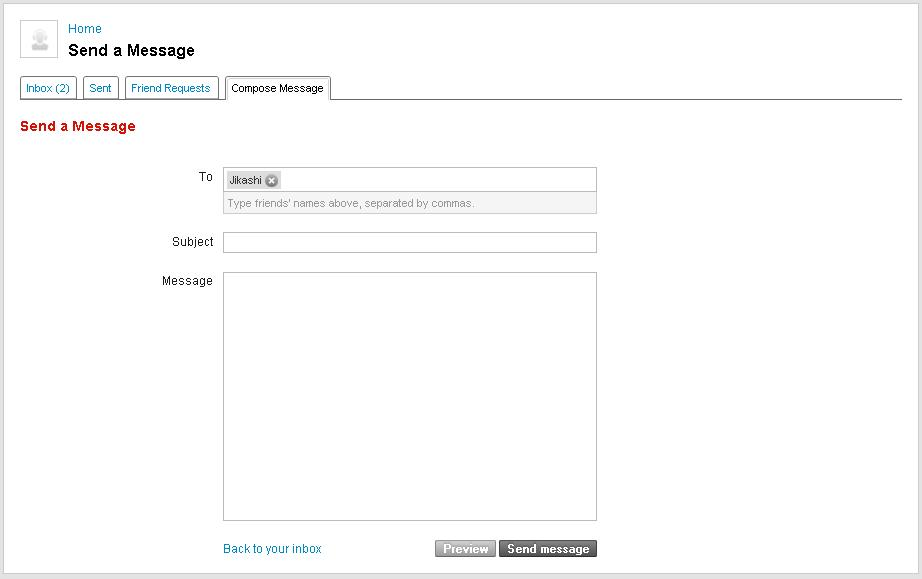 Home
Send a Message
Inbox (2) Sent Friend Requests Compose Message
Send a Message
To Jikashi
Type friends' names above, separated by commas.
Subject
Message
Back to your inbox Preview Send message